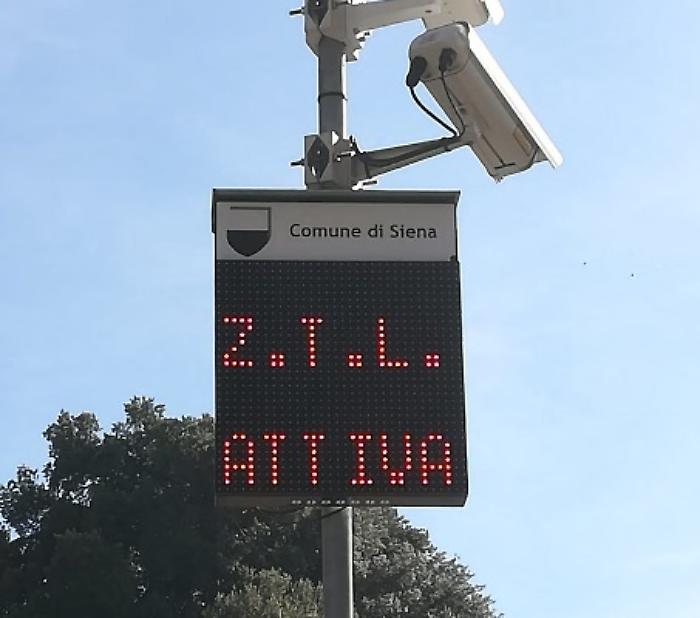 Comune di Siena
Z.T.L.
ATTIVA